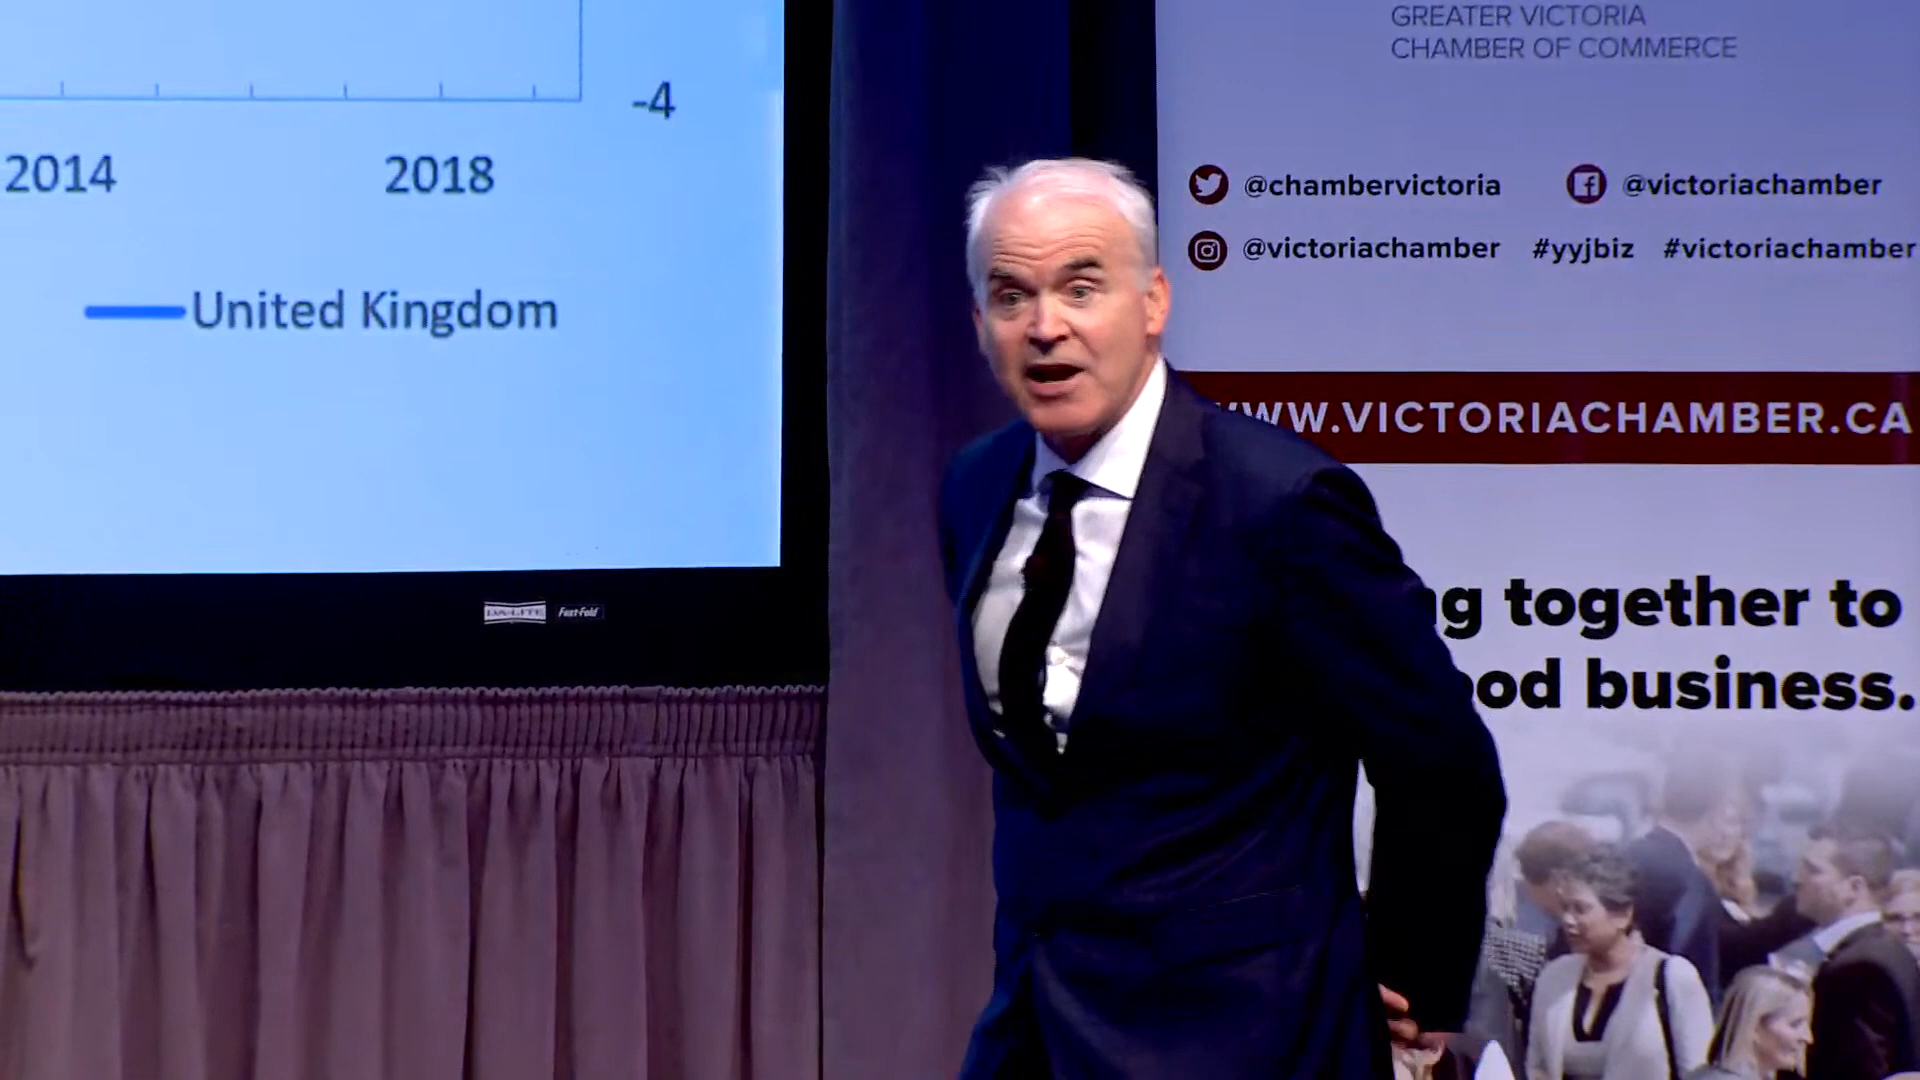 -4
2014 2018
United Kingdom
DA-LITE Fast-Fold
GREATER VICTORIA
CHAMBER OF COMMERCE
@chambervictoria @victoriachamber
@victoriachamber #yyjbiz #victoriachamber
WWW.VICTORIACHAMBER.CA
together to
business.